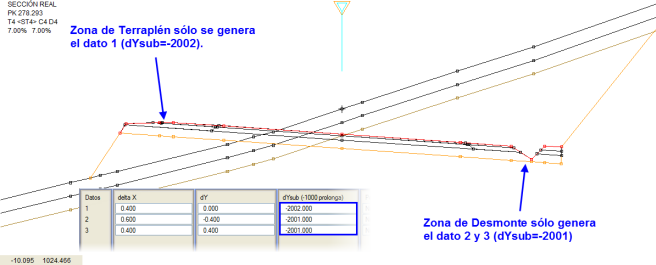 SECCIÓN REAL
PK 278.293
T4 <ST4> C4 D4
7.00% 7.00%
Zona de Terraplén sólo se genera
el dato 1 (dYsub=-2002).
Datos delta X dY dYsub (-1000 prolonga)
1 0.400 0.000 -2002.000
2 0.600 -0.400 -2001.000
3 0.400 0.400 -2001.000
Zona de Desmonte sólo genera
el dato 2 y 3 (dYsub=-2001)
-10.095 1024.466